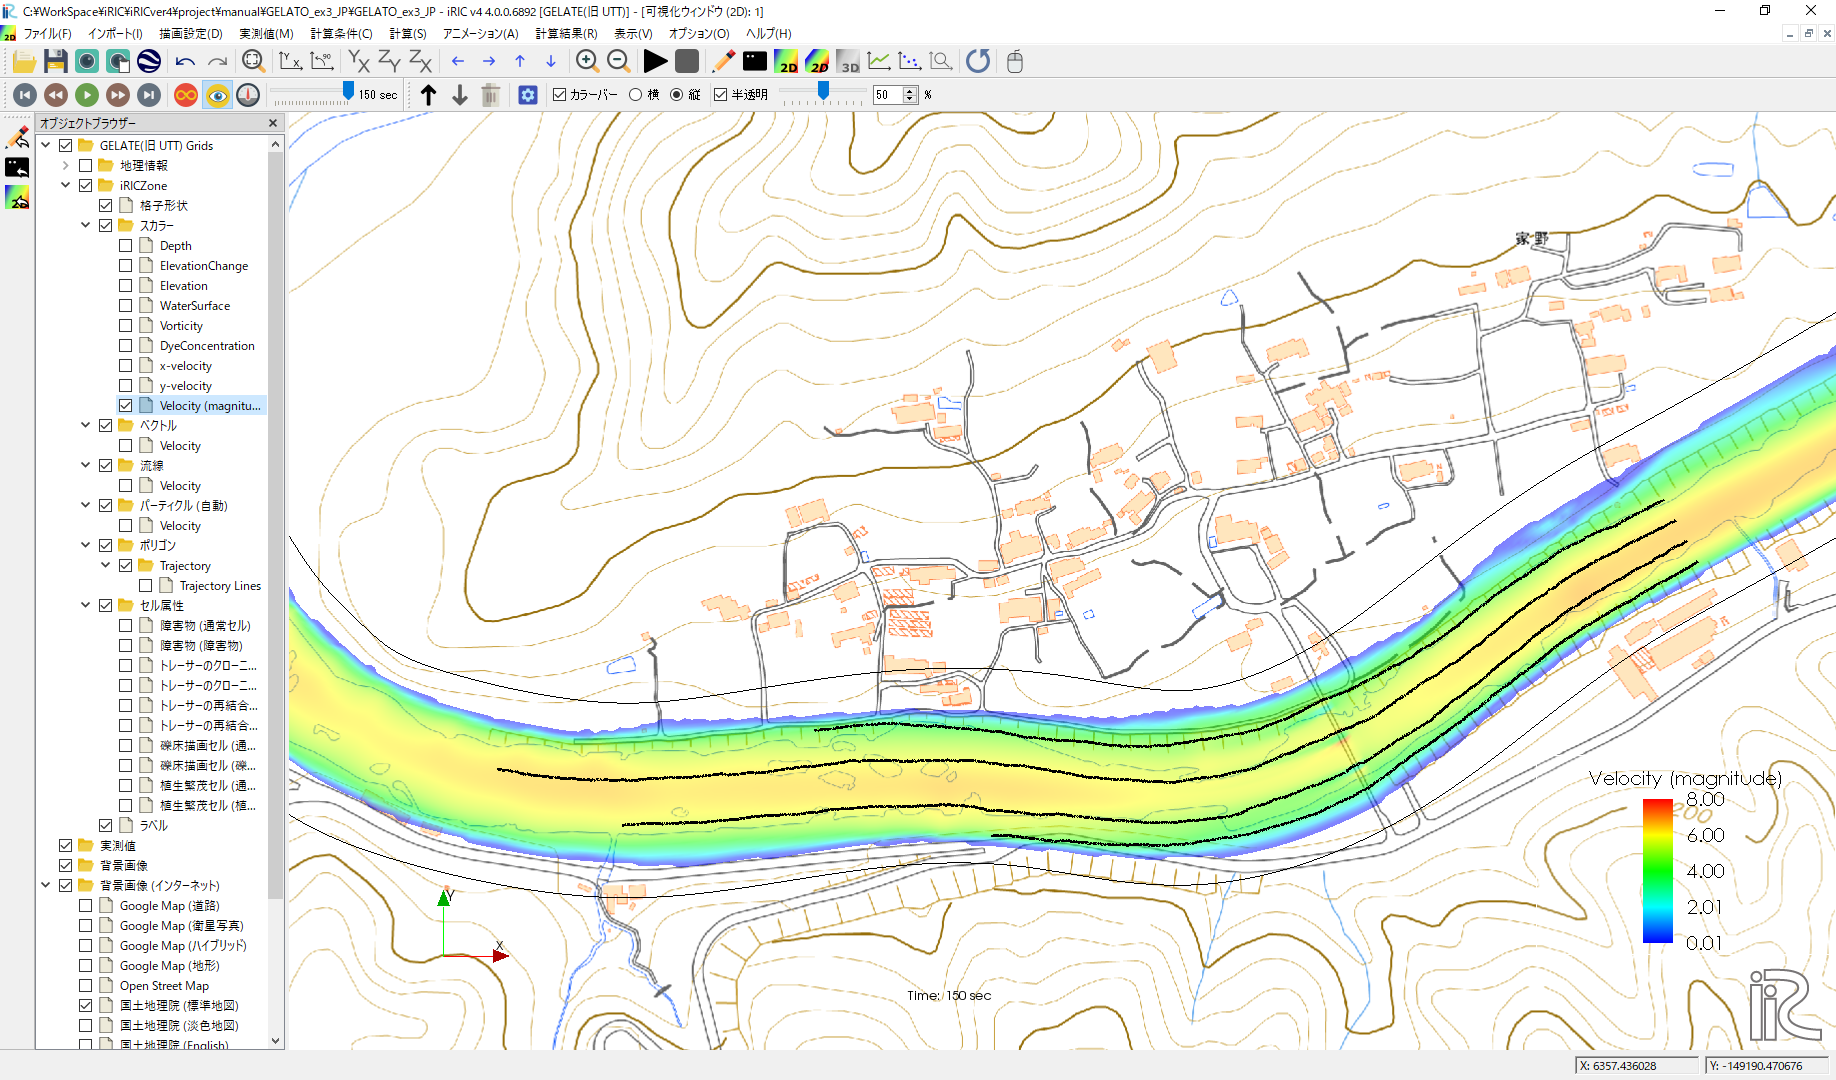 C:¥WorkSpace¥iRIC¥iRICver4¥project¥manual¥GELATO_ex3_JP¥GELATO_ex3_JP - iRIC v4 4.0.0.6892 [GELATE(旧 UTT)] - [可視化ウィンドウ (2D): 1]
ファイル(F) インポート(I) 描画設定(D) 実測値(M) 計算条件(C) 計算(S) アニメーション(A) 計算結果(R) 表示(V) オプション(O) ヘルプ(H)
150 sec カラーバー 横 縦 半透明 50 %
オブジェクトブラウザー
GELATE(旧 UTT) Grids
地理情報
iRICZone
格子形状
スカラー
Depth
ElevationChange
Elevation
WaterSurface
Vorticity
DyeConcentration
x-velocity
y-velocity
Velocity (magnitu...
ベクトル
Velocity
流線
Velocity
パーティクル (自動)
Velocity
ポリゴン
Trajectory
Trajectory Lines
セル属性
障害物 (通常セル)
障害物 (障害物)
トレーサーのクローニ...
トレーサーのクローニ...
トレーサーの再結合...
トレーサーの再結合...
礫床描画セル (通...
礫床描画セル (礫...
植生繁茂セル (通...
植生繁茂セル (植...
ラベル
実測値
背景画像
背景画像 (インターネット)
Google Map (道路)
Google Map (衛星写真)
Google Map (ハイブリッド)
Google Map (地形)
Open Street Map
国土地理院 (標準地図)
国土地理院 (淡色地図)
国土地理院 (English)
家野
Velocity (magnitude)
8.00
6.00
4.00
2.01
0.01
Y
X
Time: 150 sec
iRIC
X: 6357.436028
Y: -149190.470676